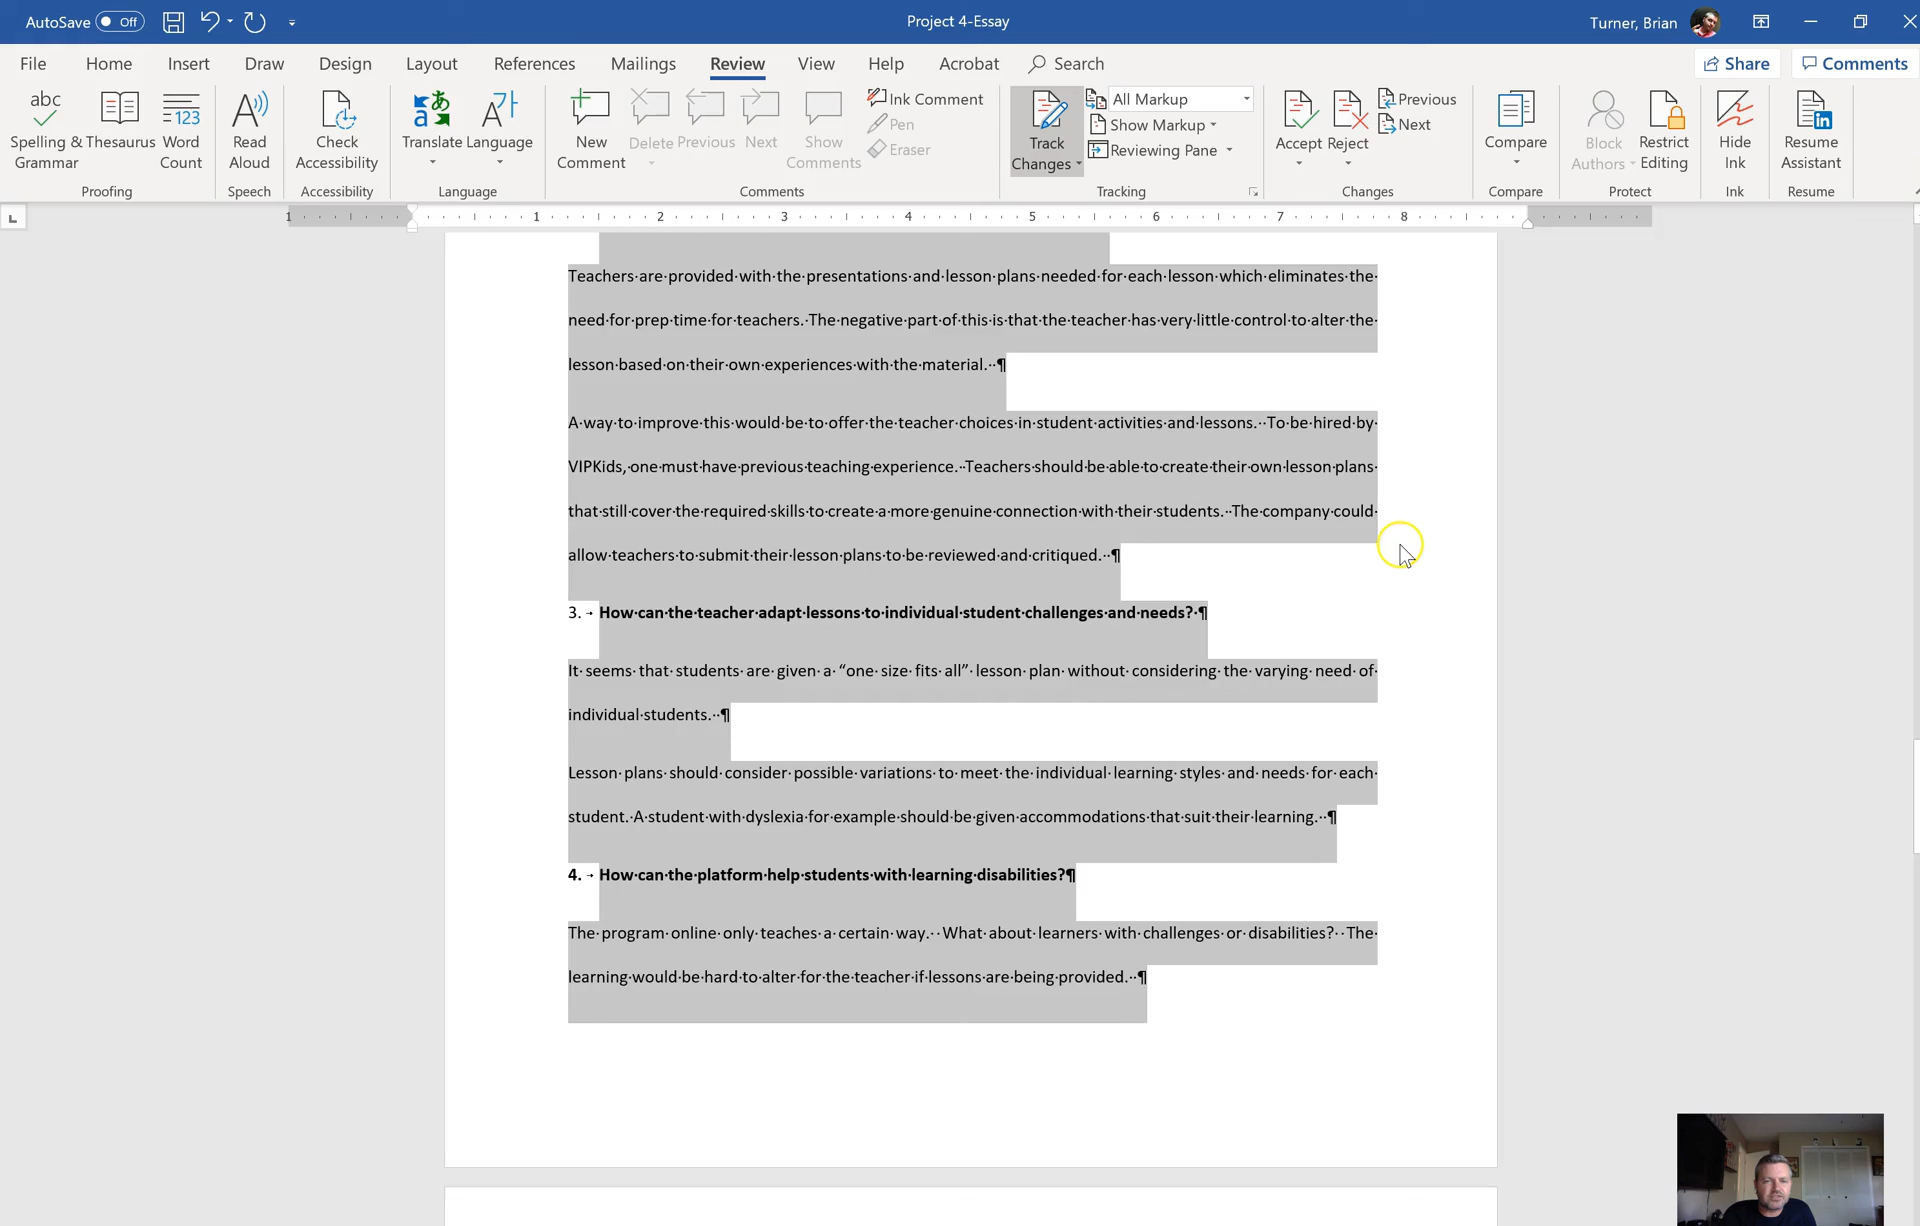 AutoSave Off
Project 4-Essay
Turner, Brian
File Home Insert Draw Design Layout References Mailings Review View Help Acrobat Search Share Comments
abc 123 A
Spelling & Grammar
Thesaurus
Word Count
Read Aloud
Check Accessibility
Translate
Language
New Comment
Delete
Previous
Next
Show Comments
Ink Comment
Pen
Eraser
Track Changes
All Markup
Show Markup
Reviewing Pane
Accept
Reject
Previous
Next
Compare
Block Authors
Restrict Editing
Hide Ink
Resume Assistant
Proofing Speech Accessibility Language Comments Tracking Changes Compare Protect Ink Resume
1 1 2 3 4 5 6 7 8
Teachers·are·provided·with·the·presentations·and·lesson·plans·needed·for·each·lesson·which·eliminates·the·
need·for·prep·time·for·teachers.·The·negative·part·of·this·is·that·the·teacher·has·very·little·control·to·alter·the·
lesson·based·on·their·own·experiences·with·the·material.··¶
A·way·to·improve·this·would·be·to·offer·the·teacher·choices·in·student·activities·and·lessons.··To·be·hired·by·
VIPKids,·one·must·have·previous·teaching·experience.··Teachers·should·be·able·to·create·their·own·lesson·plans·
that·still·cover·the·required·skills·to·create·a·more·genuine·connection·with·their·students.··The·company·could·
allow·teachers·to·submit·their·lesson·plans·to·be·reviewed·and·critiqued.··¶
3.→How·can·the·teacher·adapt·lessons·to·individual·student·challenges·and·needs?·¶
It·seems·that·students·are·given·a·“one·size·fits·all”·lesson·plan·without·considering·the·varying·need·of·
individual·students.··¶
Lesson·plans·should·consider·possible·variations·to·meet·the·individual·learning·styles·and·needs·for·each·
student.·A·student·with·dyslexia·for·example·should·be·given·accommodations·that·suit·their·learning.··¶
4.→How·can·the·platform·help·students·with·learning·disabilities?¶
The·program·online·only·teaches·a·certain·way.··What·about·learners·with·challenges·or·disabilities?··The·
learning·would·be·hard·to·alter·for·the·teacher·if·lessons·are·being·provided.··¶